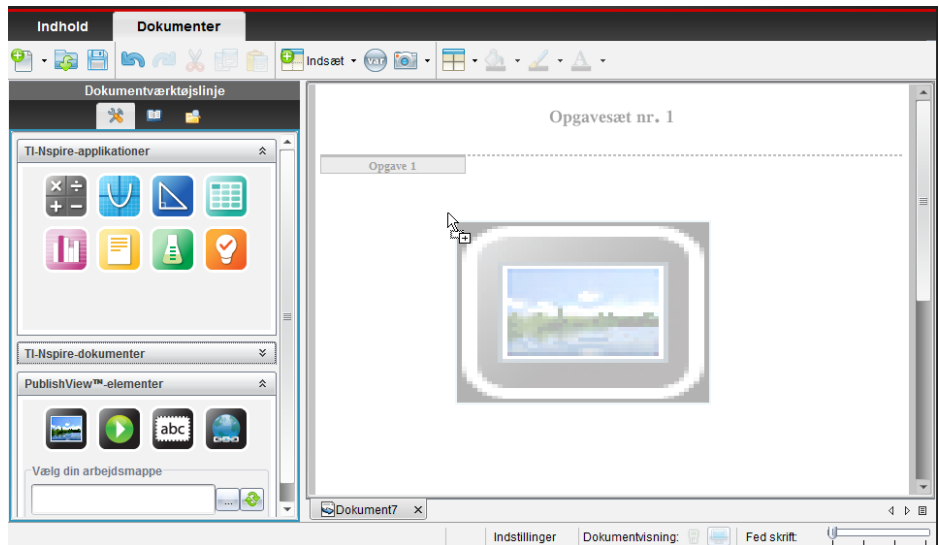 Indhold Dokumenter
Indsæt var
Dokumentværktøjslinje
Opgavesæt nr. 1
TI-Nspire-applikationer
Opgave 1
TI-Nspire-dokumenter
PublishView™-elementer
abc
Vælg din arbejdsmappe
...
Dokument7
Indstillinger Dokumentvisning: Fed skrift: